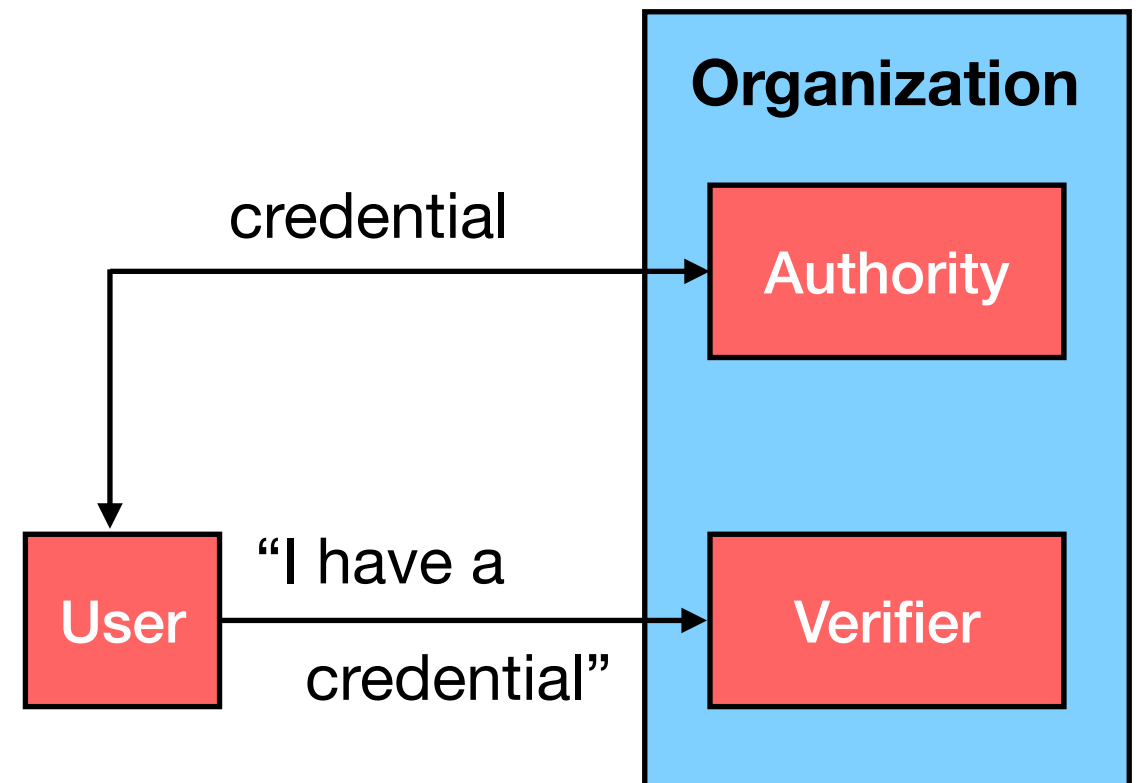 Organization
credential
Authority
“I have a
credential”
User
Verifier